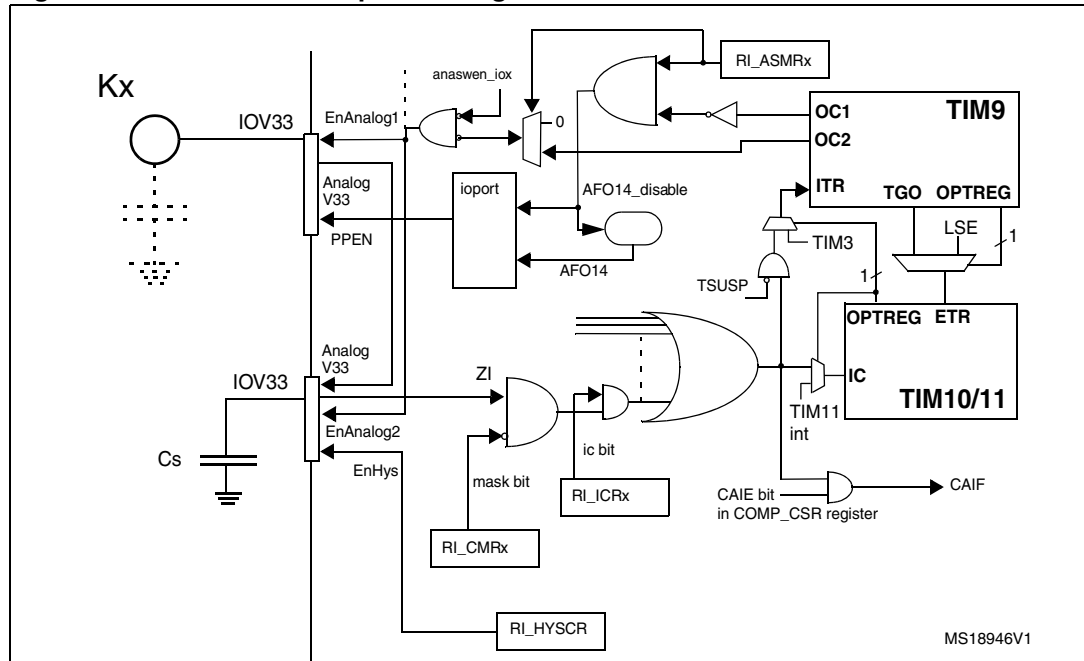 Kx
IOV33
EnAnalog1
anaswen_iox
0
RI_ASMRx
OC1
TIM9
OC2
ITR
TGO
OPTREG
Analog
V33
PPEN
ioport
AFO14_disable
AFO14
TIM3
LSE
1
1
TSUSP
OPTREG
ETR
IC
TIM10/11
TIM11
int
Analog
V33
IOV33
ZI
EnAnalog2
Cs
EnHys
mask bit
ic bit
RI_ICRx
RI_CMRx
CAIE bit
in COMP_CSR register
CAIF
RI_HYSCR
MS18946V1